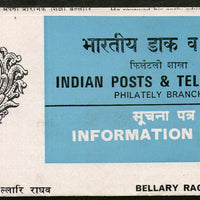 भारतीय डाक व
फिलैटली शाखा
INDIAN POSTS & TEL
PHILATELY BRANCH
सूचना पत्र
INFORMATION
ल्लारि राघव
BELLARY RAG